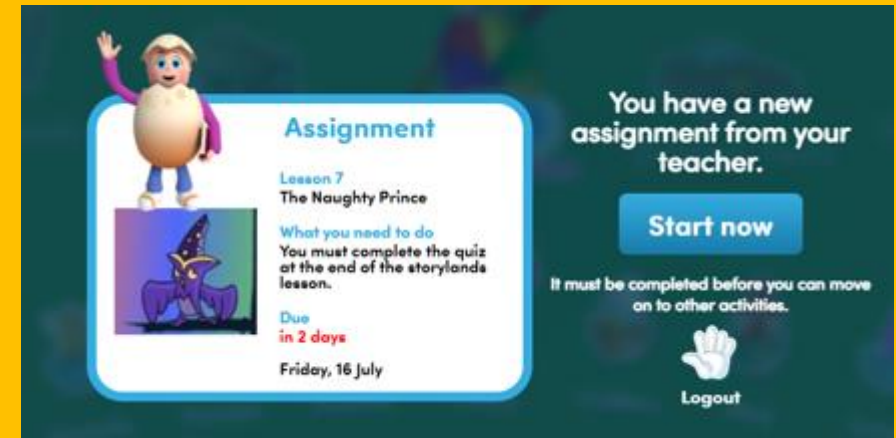 Assignment
Lesson 7
The Naughty Prince
What you need to do
You must complete the quiz
at the end of the storylands
lesson.
Due
in 2 days
Friday, 16 July
You have a new
assignment from your
teacher.
Start now
It must be completed before you can move
on to other activities.
Logout